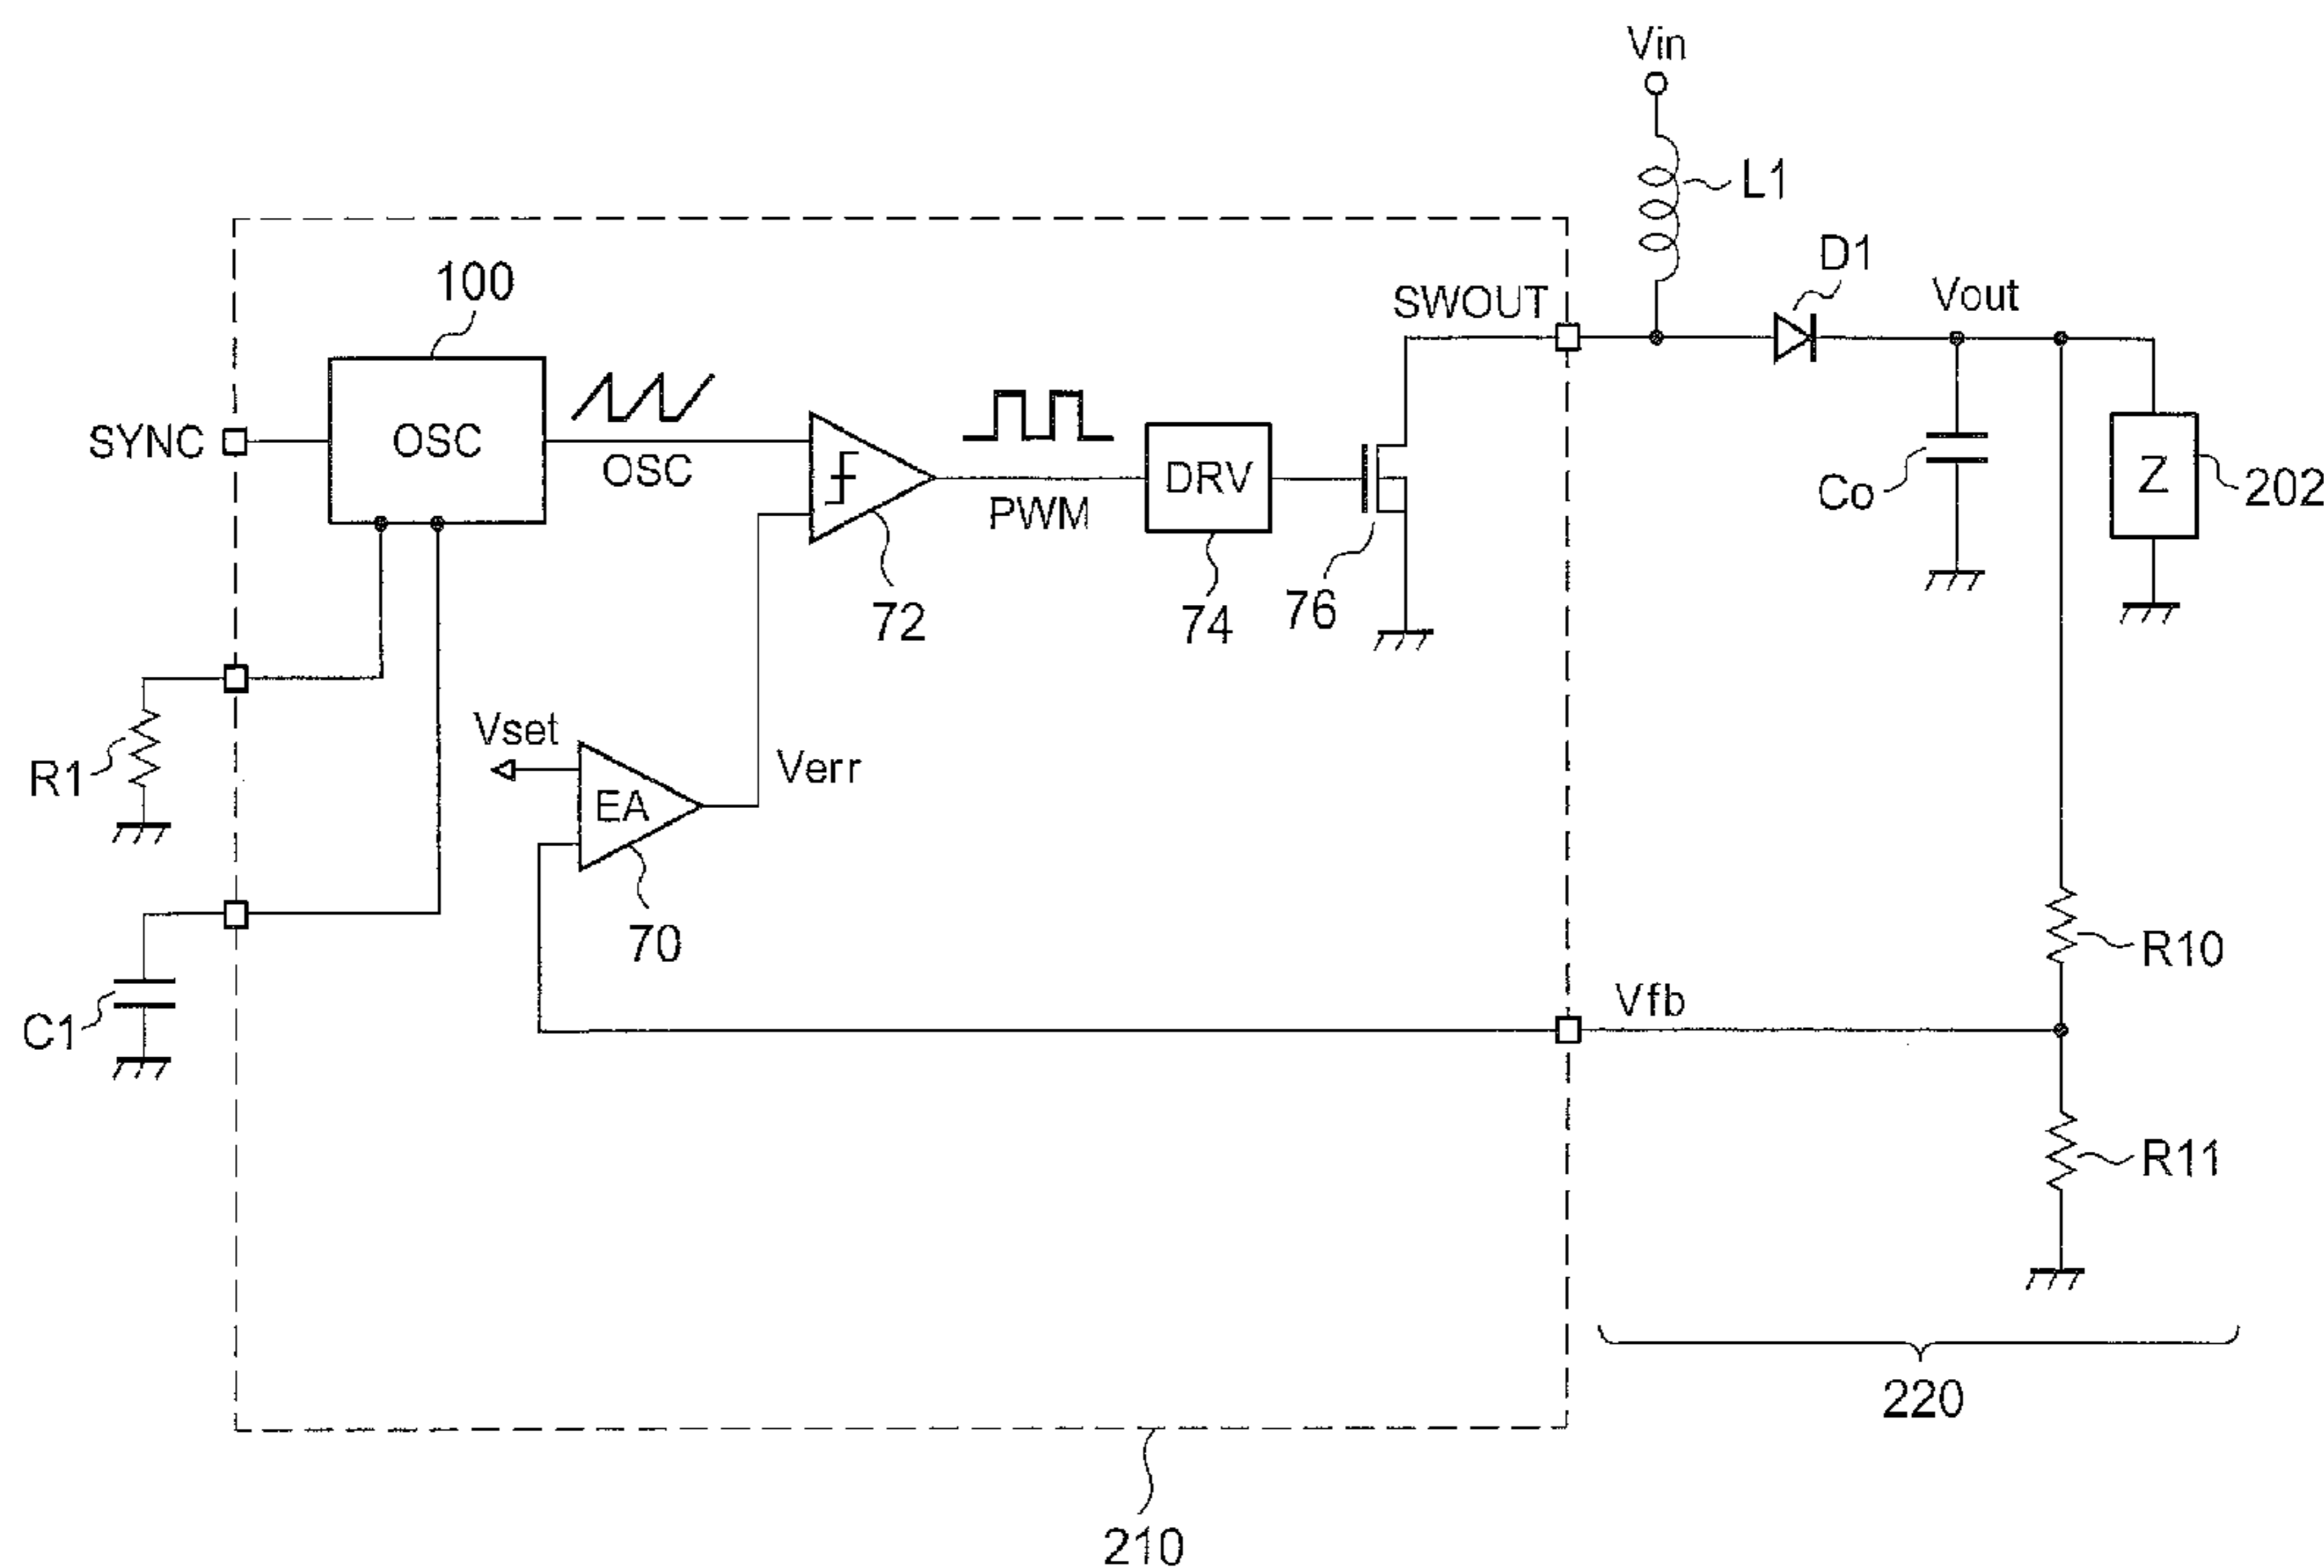 Vin
L1
D1
100
SWOUT
Vout
SYNC
OSC
OSC
PWM
DRV
Co
Z
202
72
74
76
R1
Vset
EA
Verr
70
R10
C1
Vfb
R11
220
210